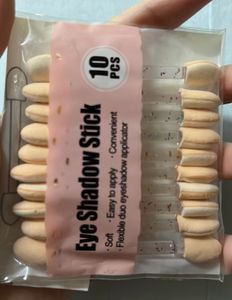 10
PCS
Eye Shadow Stick
· Soft · Easy to apply · Convenient
· Flexible duo eyeshadow applicator